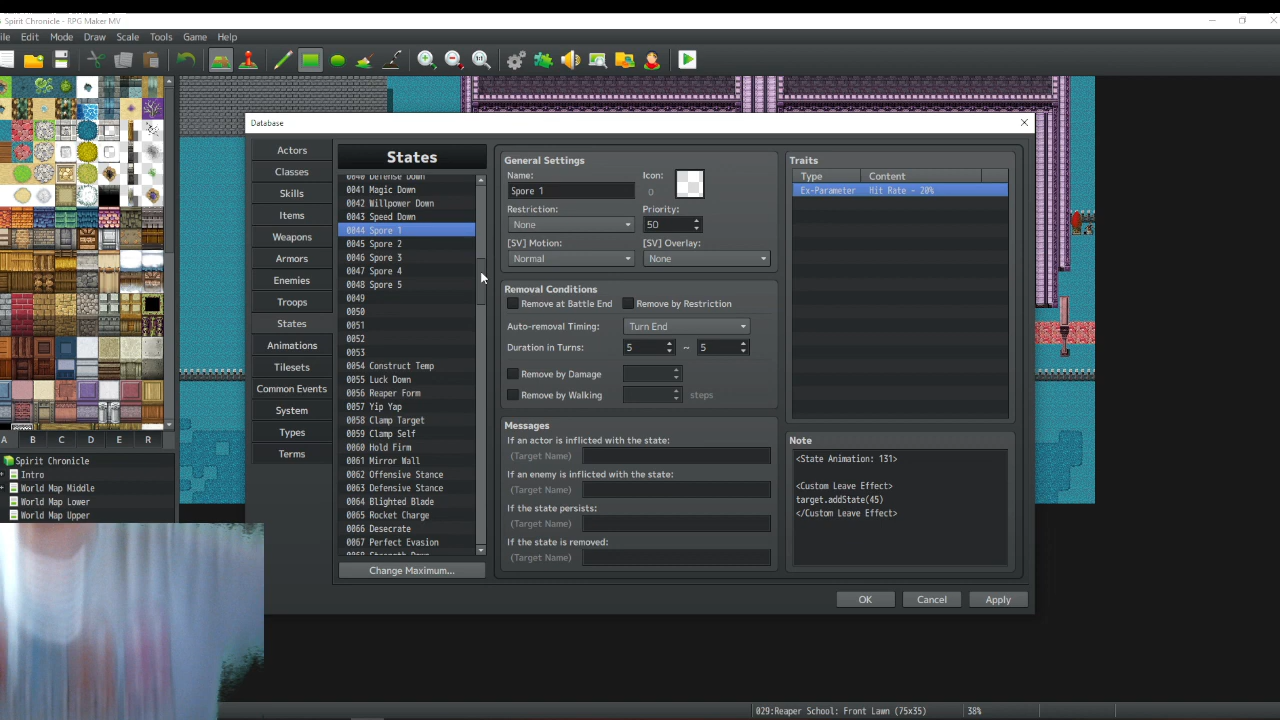 Spirit Chronicle - RPG Maker MV
Edit Mode Draw Scale Tools Game Help
Database
Actors
Classes
Skills
Items
Weapons
Armors
Enemies
Troops
States
Animations
Tilesets
Common Events
System
Types
Terms
States
0041 Magic Down
0042 Willpower Down
0043 Speed Down
0044 Spore 1
0045 Spore 2
0046 Spore 3
0047 Spore 4
0048 Spore 5
0049
0050
0051
0052
0053
0054 Construct Temp
0055 Luck Down
0056 Reaper Form
0057 Yip Yap
0058 Clamp Target
0059 Clamp Self
0060 Hold Firm
0061 Mirror Wall
0062 Offensive Stance
0063 Defensive Stance
0064 Blighted Blade
0065 Rocket Charge
0066 Desecrate
0067 Perfect Evasion
Change Maximum...
General Settings
Name: Icon:
Spore 1 0
Restriction: Priority:
None 50
[SV] Motion: [SV] Overlay:
Normal None
Removal Conditions
Remove at Battle End Remove by Restriction
Auto-removal Timing: Turn End
Duration in Turns: 5 ~ 5
Remove by Damage
Remove by Walking steps
Messages
If an actor is inflicted with the state:
(Target Name)
If an enemy is inflicted with the state:
(Target Name)
If the state persists:
(Target Name)
If the state is removed:
(Target Name)
Traits
Type Content
Ex-Parameter Hit Rate - 20%
Note
<State Animation: 131>
<Custom Leave Effect>
target.addState(45)
</Custom Leave Effect>
OK Cancel Apply
A B C D E R
Spirit Chronicle
Intro
World Map Middle
World Map Lower
World Map Upper
029:Reaper School: Front Lawn (75x35) 38%